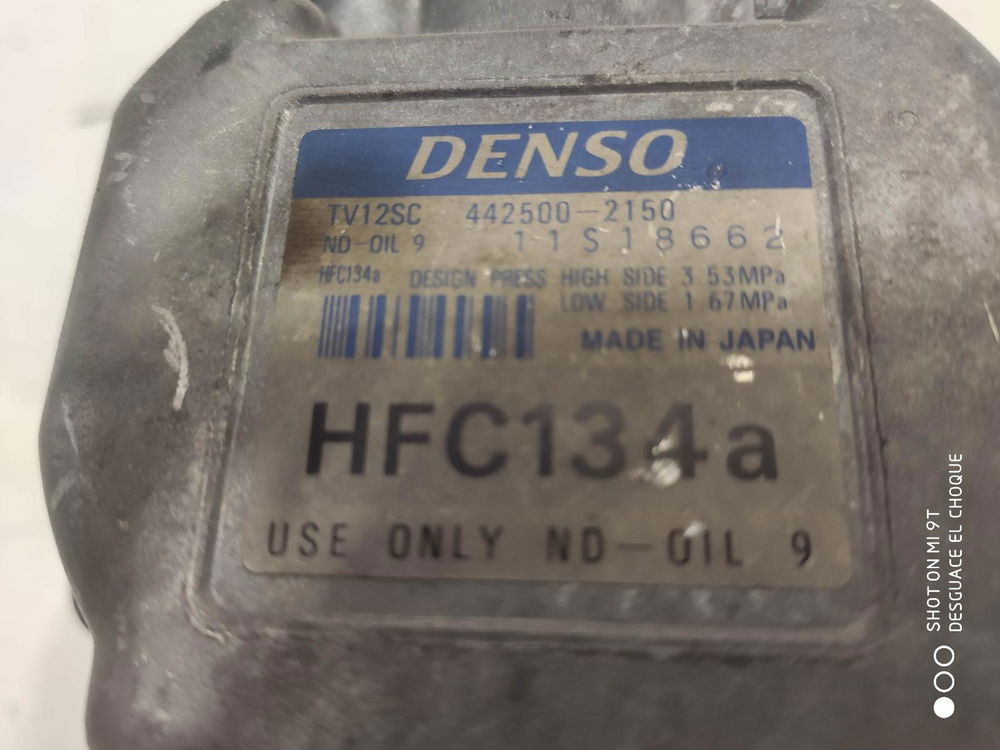 DENSO
TV12SC 442500-2150
ND-OIL 9 11S18662
HFC134a DESIGN PRESS HIGH SIDE 3 53MPa
LOW SIDE 1 67MPa
MADE IN JAPAN
HFC134a
USE ONLY ND-OIL 9
SHOT ON MI 9T
DESGUACE EL CHOQUE